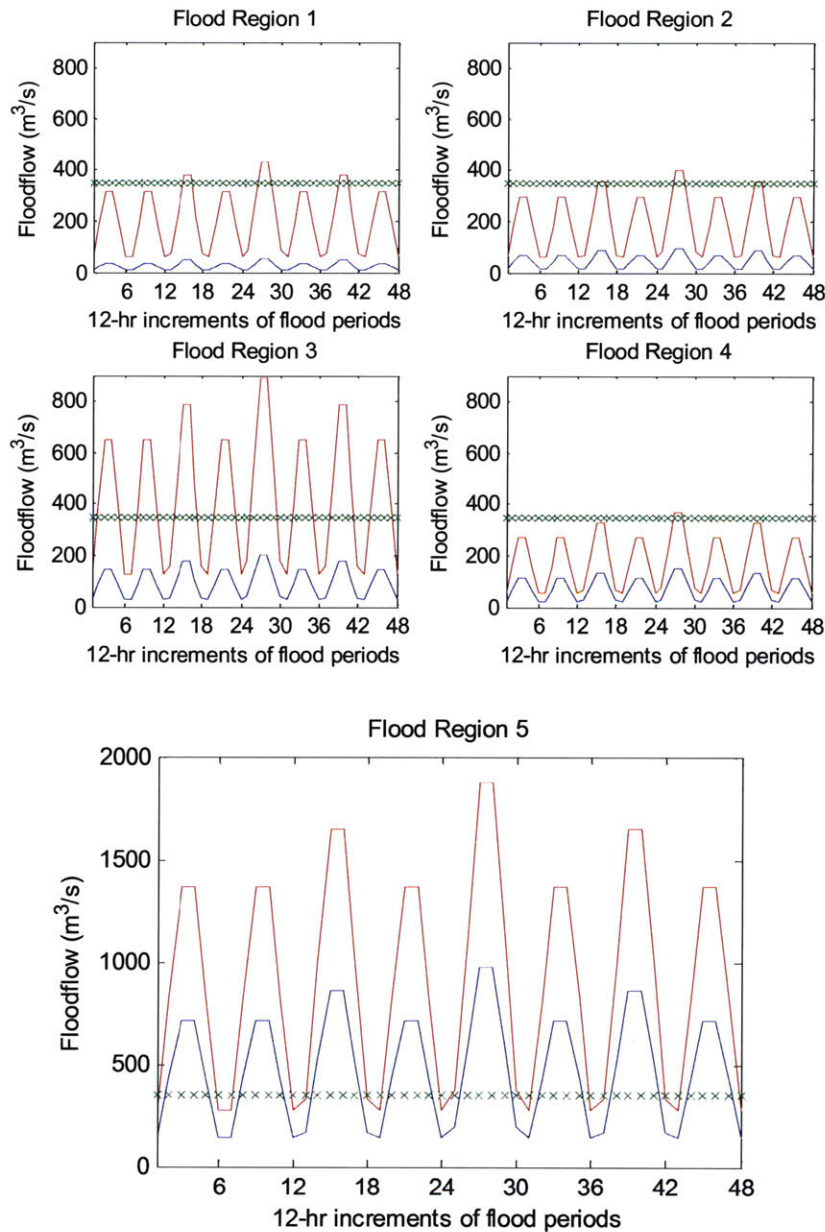 Flood Region 1
Floodflow (m³/s)
800
600
400
200
0
6 12 18 24 30 36 42 48
12-hr increments of flood periods
Flood Region 2
Floodflow (m³/s)
800
600
400
200
0
6 12 18 24 30 36 42 48
12-hr increments of flood periods
Flood Region 3
Floodflow (m³/s)
800
600
400
200
0
6 12 18 24 30 36 42 48
12-hr increments of flood periods
Flood Region 4
Floodflow (m³/s)
800
600
400
200
0
6 12 18 24 30 36 42 48
12-hr increments of flood periods
Flood Region 5
Floodflow (m³/s)
2000
1500
1000
500
0
6 12 18 24 30 36 42 48
12-hr increments of flood periods